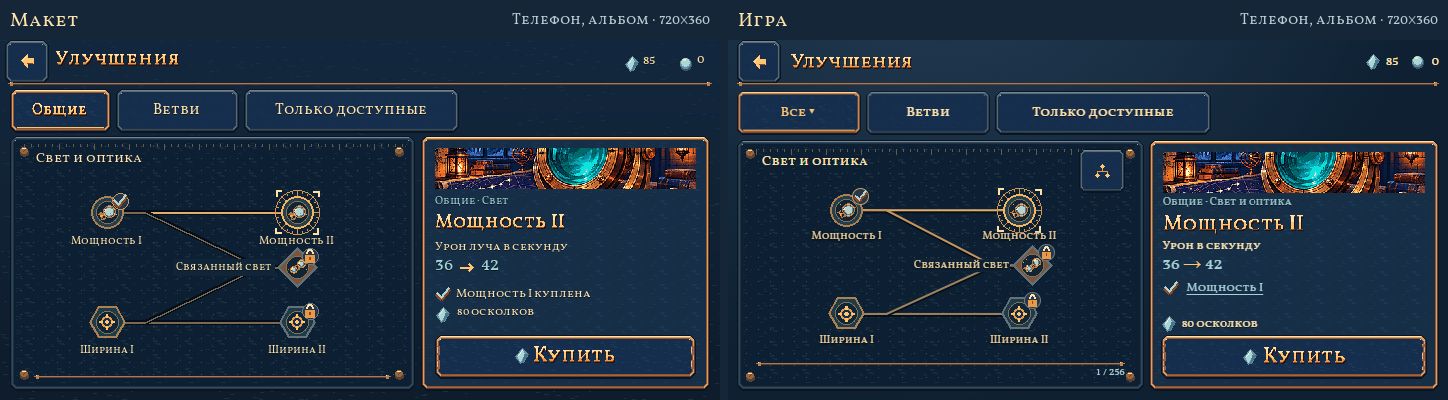 Макет
Телефон, альбом · 720×360
Улучшения
85
0
Общие
Ветви
Только доступные
Свет и оптика
Мощность I
Мощность II
Связанный свет
Ширина I
Ширина II
Общие · Свет
Мощность II
Урон луча в секунду
36 → 42
Мощность I куплена
80 осколков
Купить
Игра
Телефон, альбом · 720×360
Улучшения
85
0
Все ▾
Ветви
Только доступные
Свет и оптика
Мощность I
Мощность II
Связанный свет
Ширина I
Ширина II
1 / 256
Общие · Свет и оптика
Мощность II
Урон в секунду
36 → 42
Мощность I
80 осколков
Купить